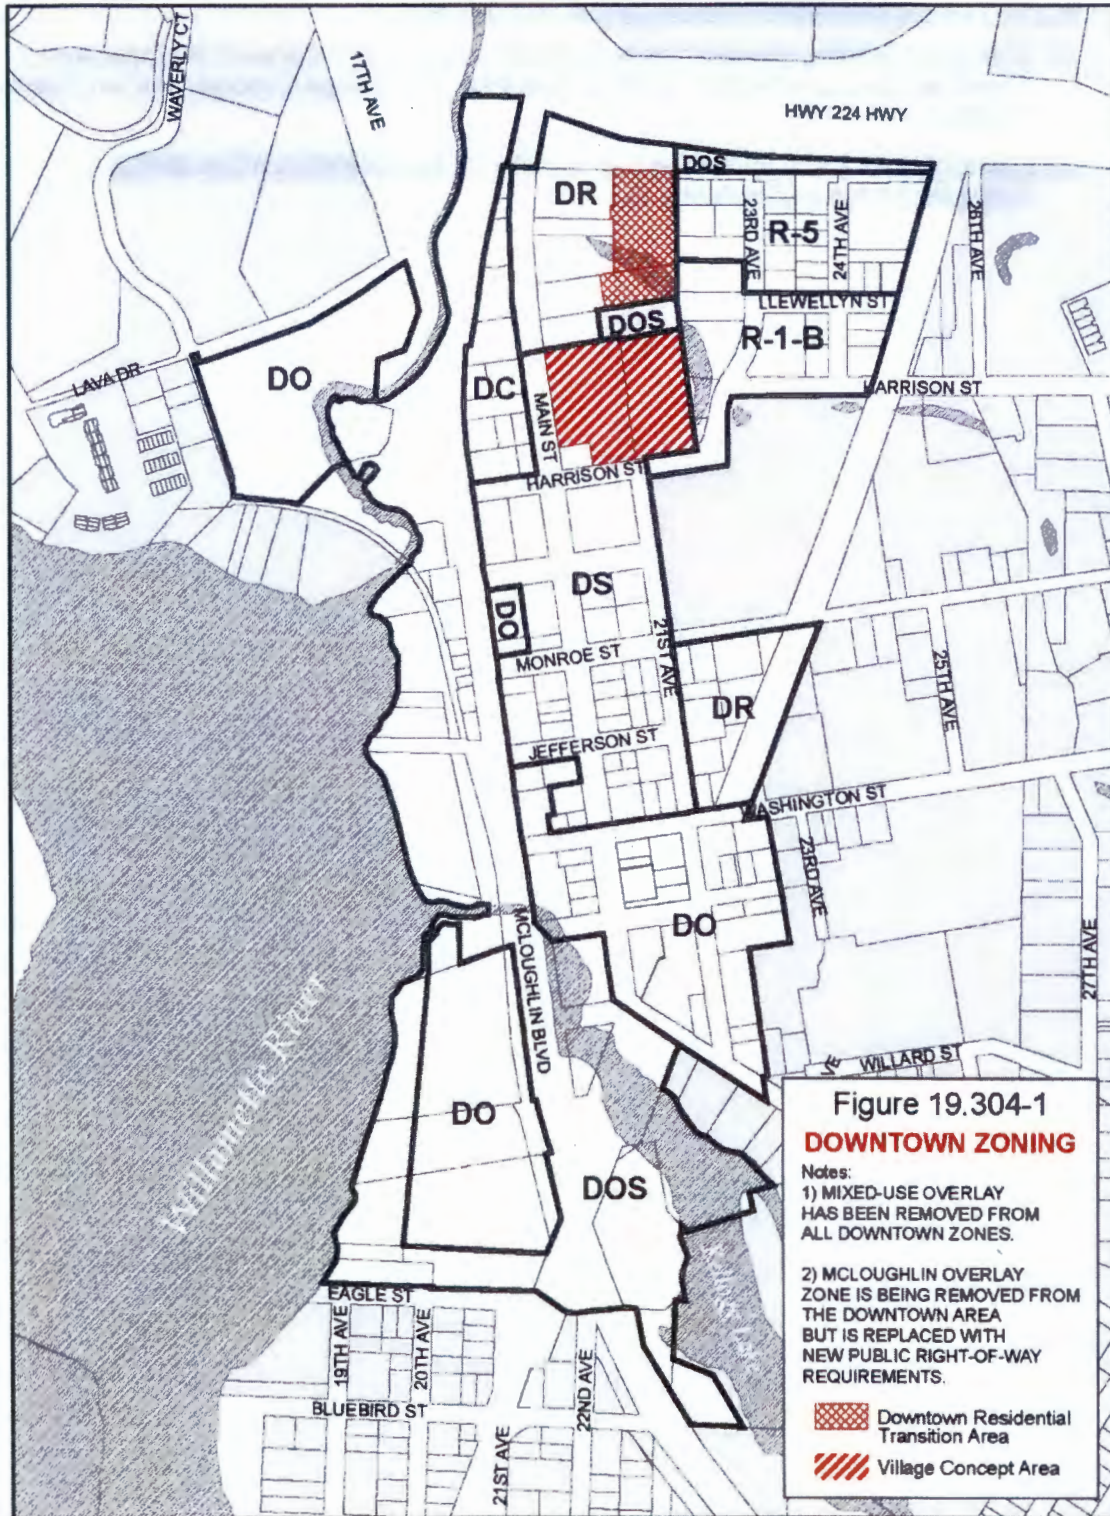 WAVERLY CT
17TH AVE
HWY 224 HWY
DOS
DR
23RD AVE
R-5
24TH AVE
26TH AVE
LLEWELLYN ST
DOS
R-1-B
LAVA DR
DO
DC
MAIN ST
HARRISON ST
HARRISON ST
DS
DO
MONROE ST
21ST AVE
25TH AVE
DR
JEFFERSON ST
WASHINGTON ST
23RD AVE
DO
27TH AVE
MCLOUGHLIN BLVD
Willamette River
WILLARD ST
DO
DOS
EAGLE ST
19TH AVE
20TH AVE
BLUEBIRD ST
22ND AVE
21ST AVE
Figure 19.304-1
DOWNTOWN ZONING
Notes:
1) MIXED-USE OVERLAY
HAS BEEN REMOVED FROM
ALL DOWNTOWN ZONES.
2) MCLOUGHLIN OVERLAY
ZONE IS BEING REMOVED FROM
THE DOWNTOWN AREA
BUT IS REPLACED WITH
NEW PUBLIC RIGHT-OF-WAY
REQUIREMENTS.
Downtown Residential
Transition Area
Village Concept Area